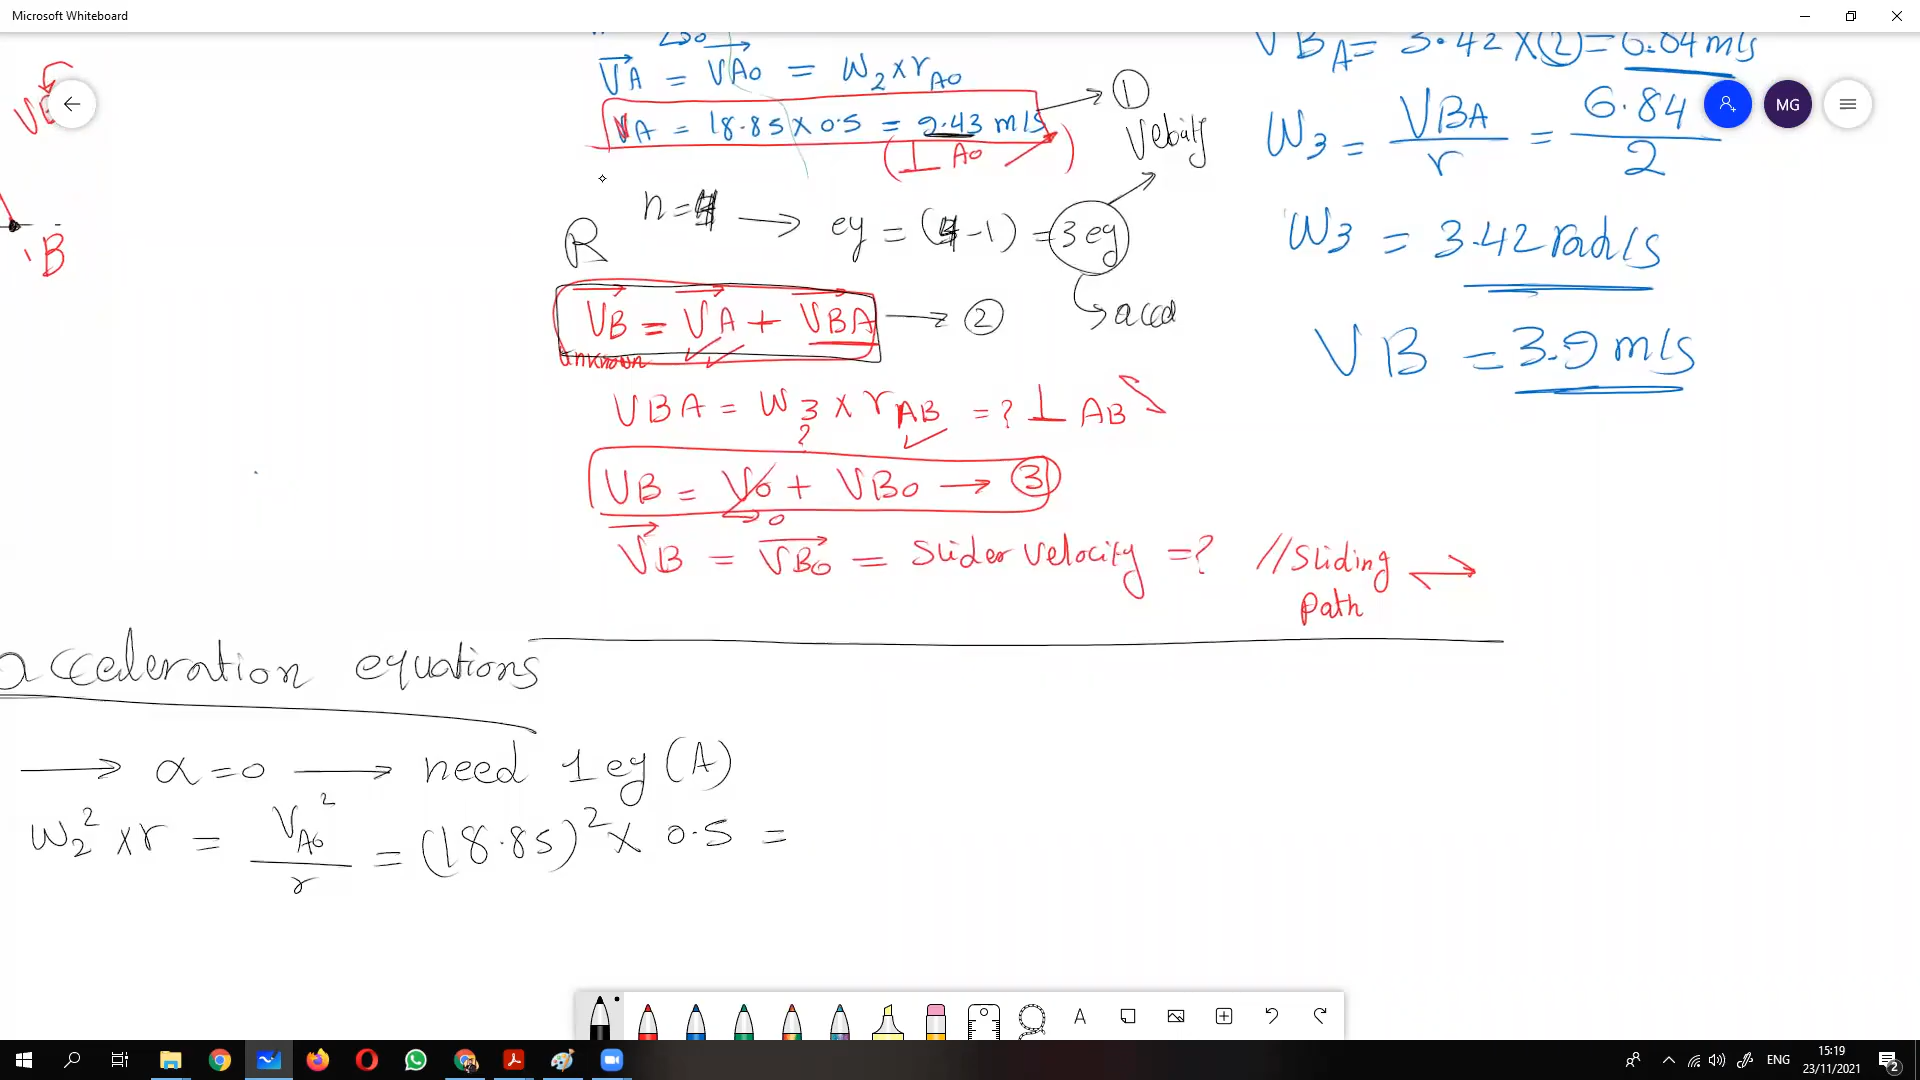 Microsoft Whiteboard
VA = VAo = W2 x rAo
VA = 18.85 x 0.5 = 9.43 m/s → ①
(⊥ Ao)
n=4 → eq = (4-1) = 3 eq
R
VB = VA + VBA → ②
unknown
VBA = W3 x rAB = ? ⊥ AB
?
VB = Vo + VBo → ③
o
VB = VBo = Slider Velocity = ? // Sliding
path
VBA = 3.42 x (2) = 6.84 m/s
W3 = VBA / r = 6.84 / 2
W3 = 3.42 rad/s
VB = 3.9 m/s
MG
B
acceleration equations
→ α = 0 → need 1 eq (A)
W2² x r = VAo² / r = (18.85)² x 0.5 =
A
ENG
15:19
23/11/2021
2